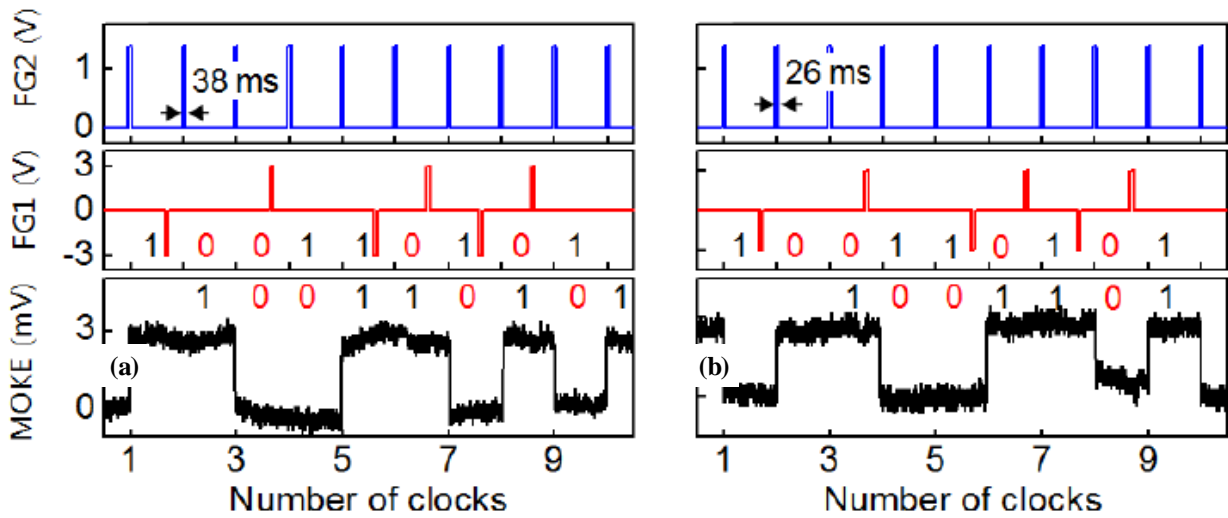 FG2 (V)
1
0
38 ms
FG1 (V)
3
0
-3
1 0 0 1 1 0 1 0 1
MOKE (mV)
3
0
1 0 0 1 1 0 1 0 1
(a)
1 3 5 7 9
Number of clocks
26 ms
1 0 0 1 1 0 1 0 1
1 0 0 1 1 0 1
(b)
1 3 5 7 9
Number of clocks